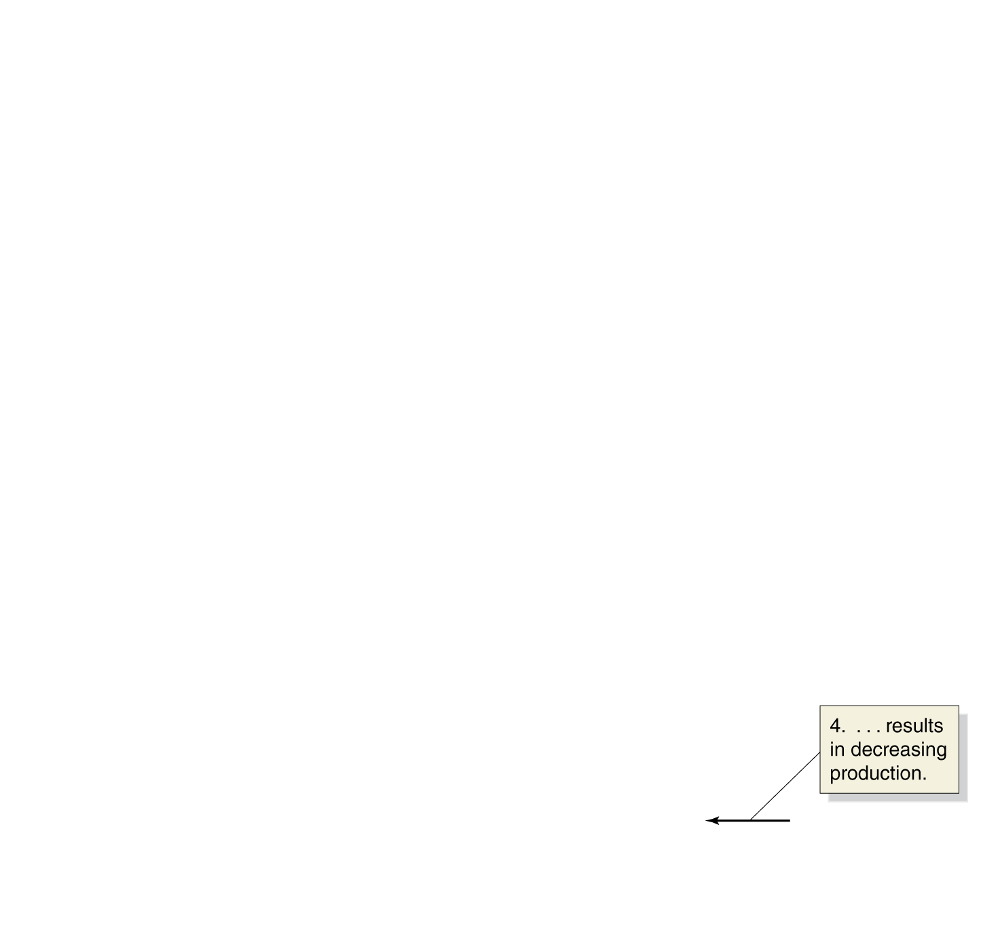 4. . . . results
in decreasing
production.